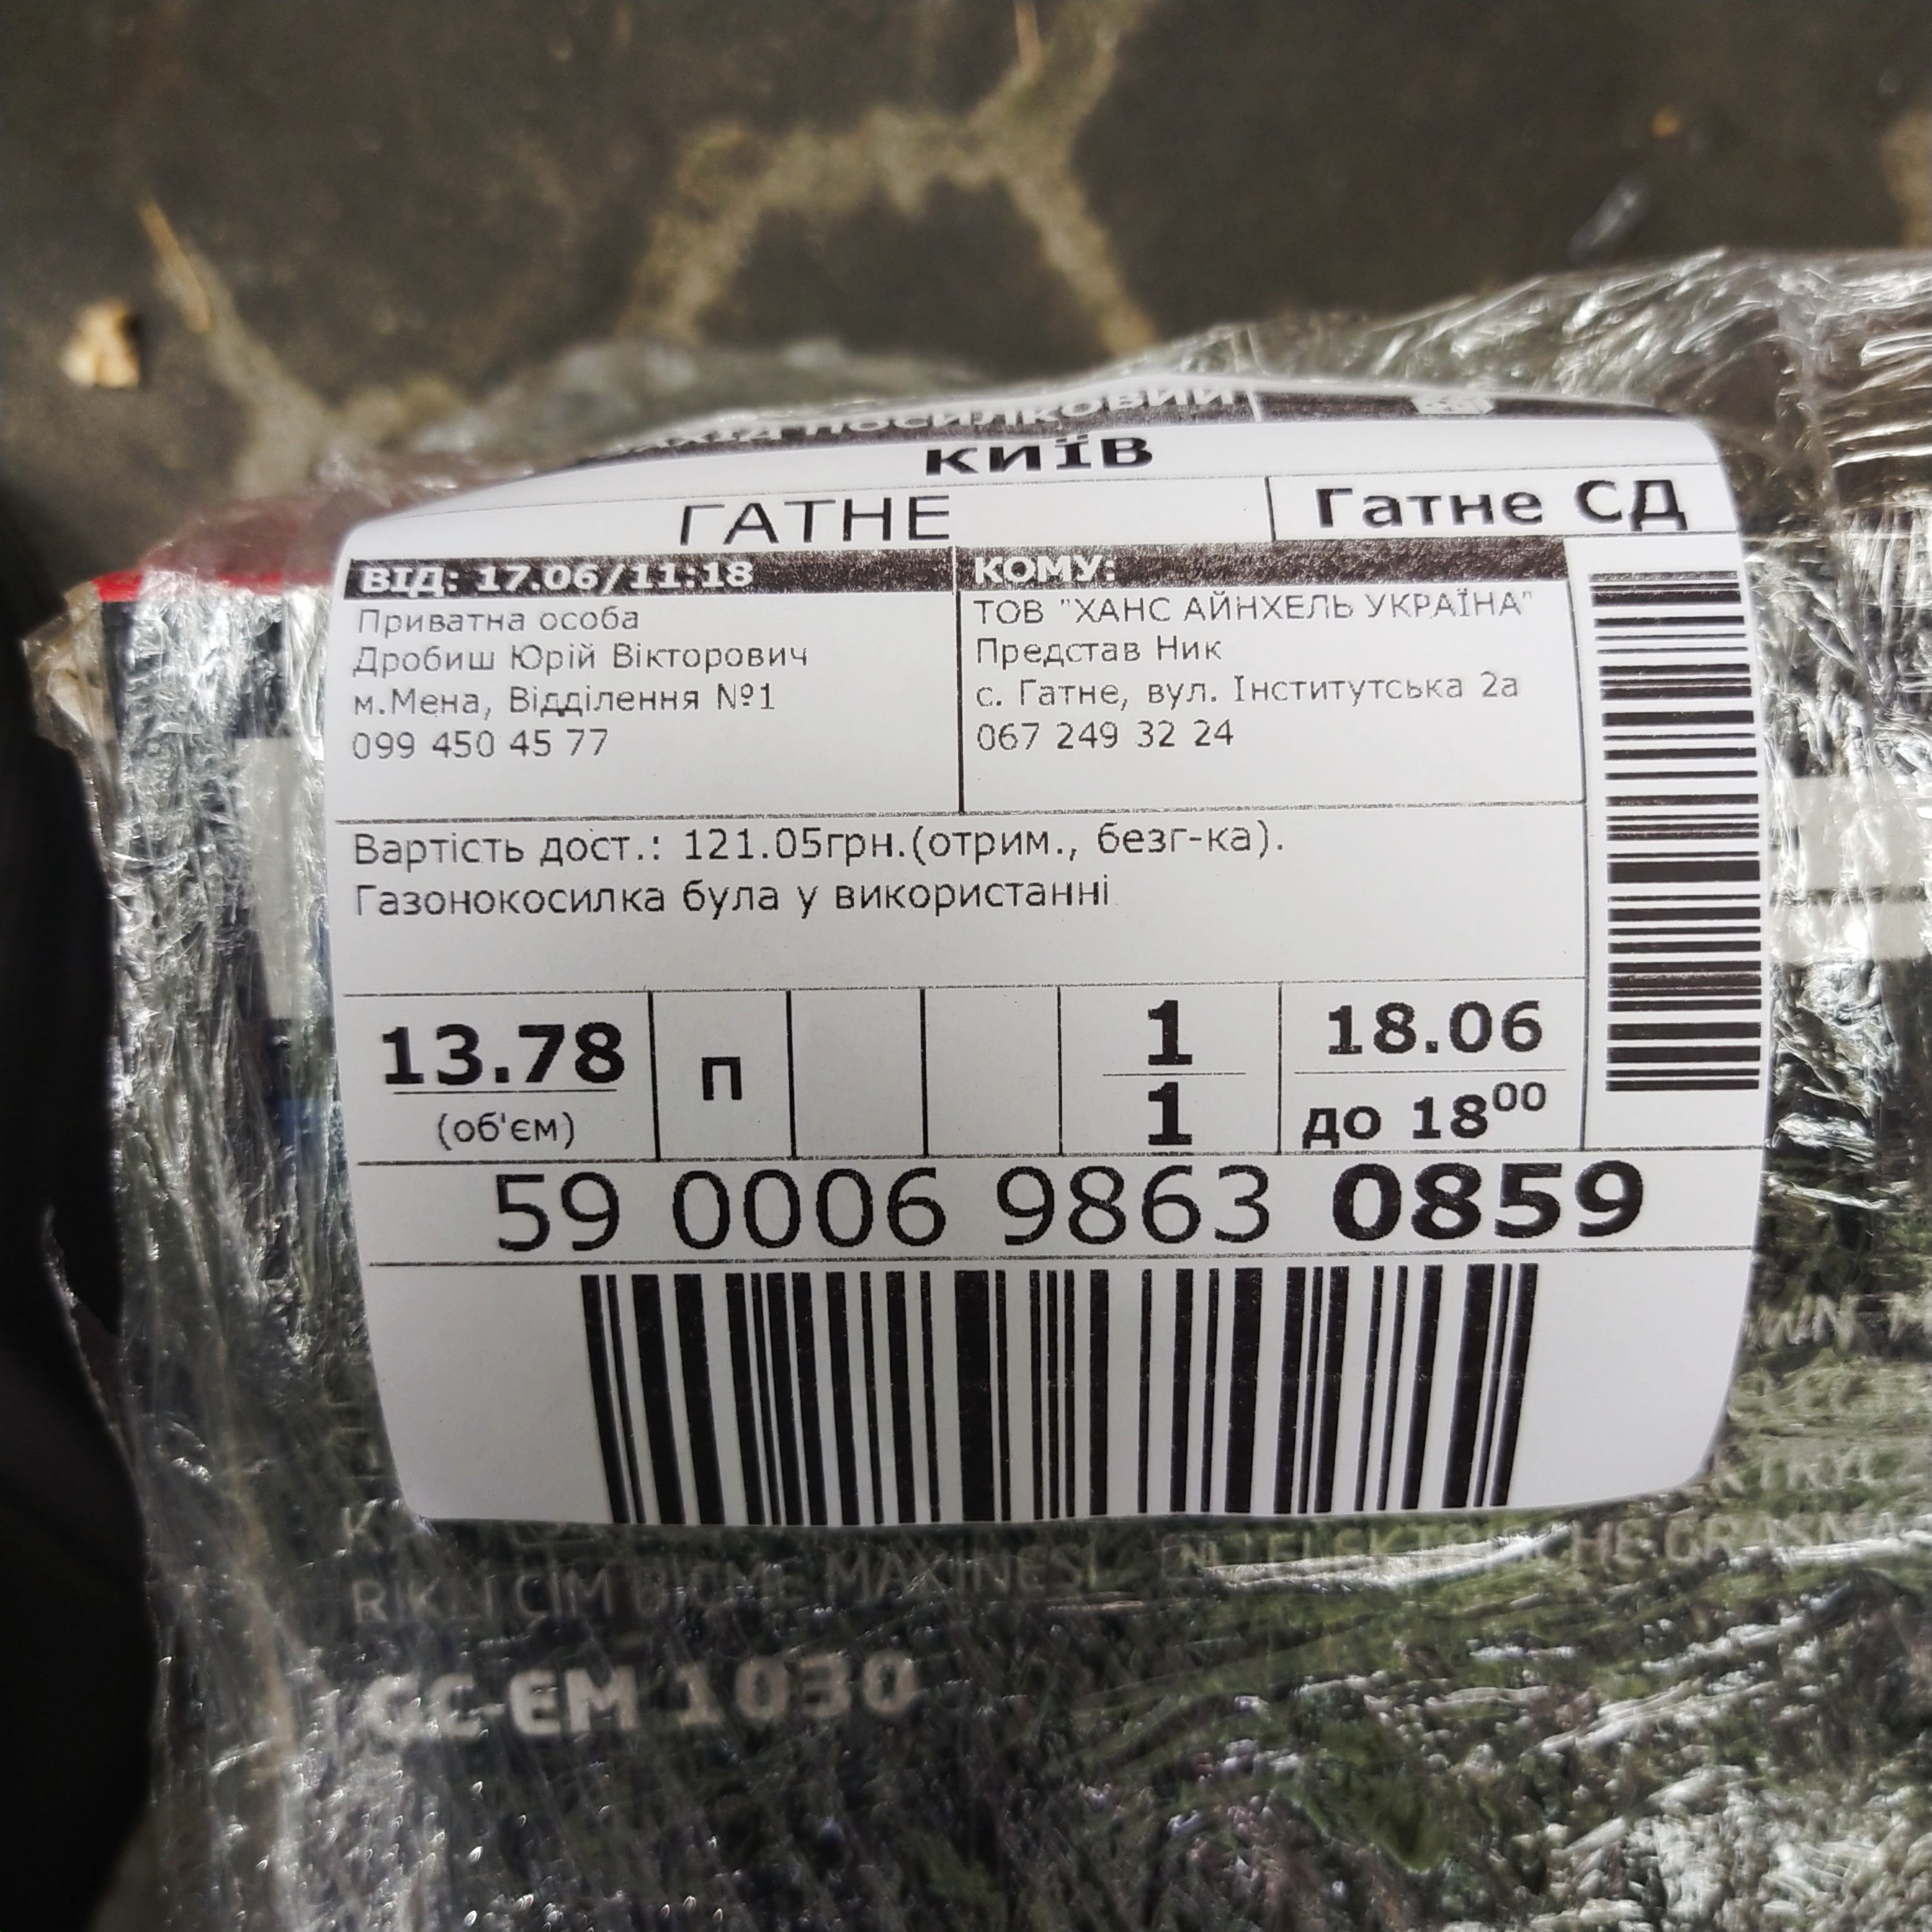 ПОСИЛКОВИЙ
КИЇВ
ГАТНЕ
Гатне СД
ВІД: 17.06/11:18
Приватна особа
Дробиш Юрій Вікторович
м.Мена, Відділення №1
099 450 45 77
КОМУ:
ТОВ "ХАНС АЙНХЕЛЬ УКРАЇНА"
Представ Ник
с. Гатне, вул. Інститутська 2а
067 249 32 24
Вартість дост.: 121.05грн.(отрим., безг-ка).
Газонокосилка була у використанні
13.78
(об'єм)
п
1
1
18.06
до 18⁰⁰
59 0006 9863 0859
GC-EM 1030